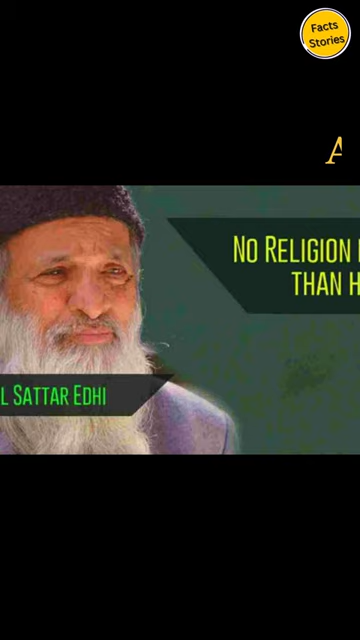 Facts
Stories
A
No Religion
than H
l Sattar Edhi